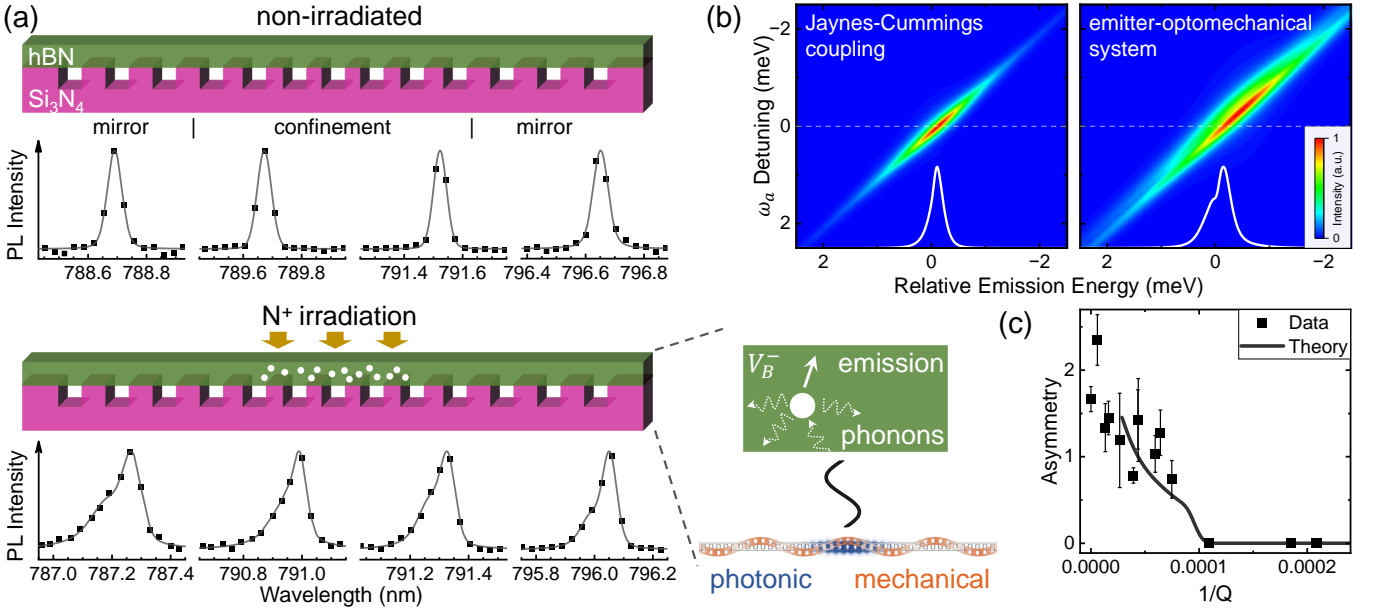 (a)
non-irradiated
hBN
Si₃N₄
mirror | confinement | mirror
PL Intensity
788.6 788.8 789.6 789.8 791.4 791.6 796.4 796.6 796.8
N⁺ irradiation
PL Intensity
787.0 787.2 787.4 790.8 791.0 791.2 791.4 795.8 796.0 796.2
Wavelength (nm)
V_B⁻ emission
phonons
photonic mechanical
(b)
Jaynes-Cummings
coupling
emitter-optomechanical
system
ω_a Detuning (meV)
−2
0
2
2 0 −2 2 0 −2
Relative Emission Energy (meV)
Intensity (a.u.)
1
0
(c)
Data
Theory
Asymmetry
2
1
0
0.0000 0.0001 0.0002
1/Q